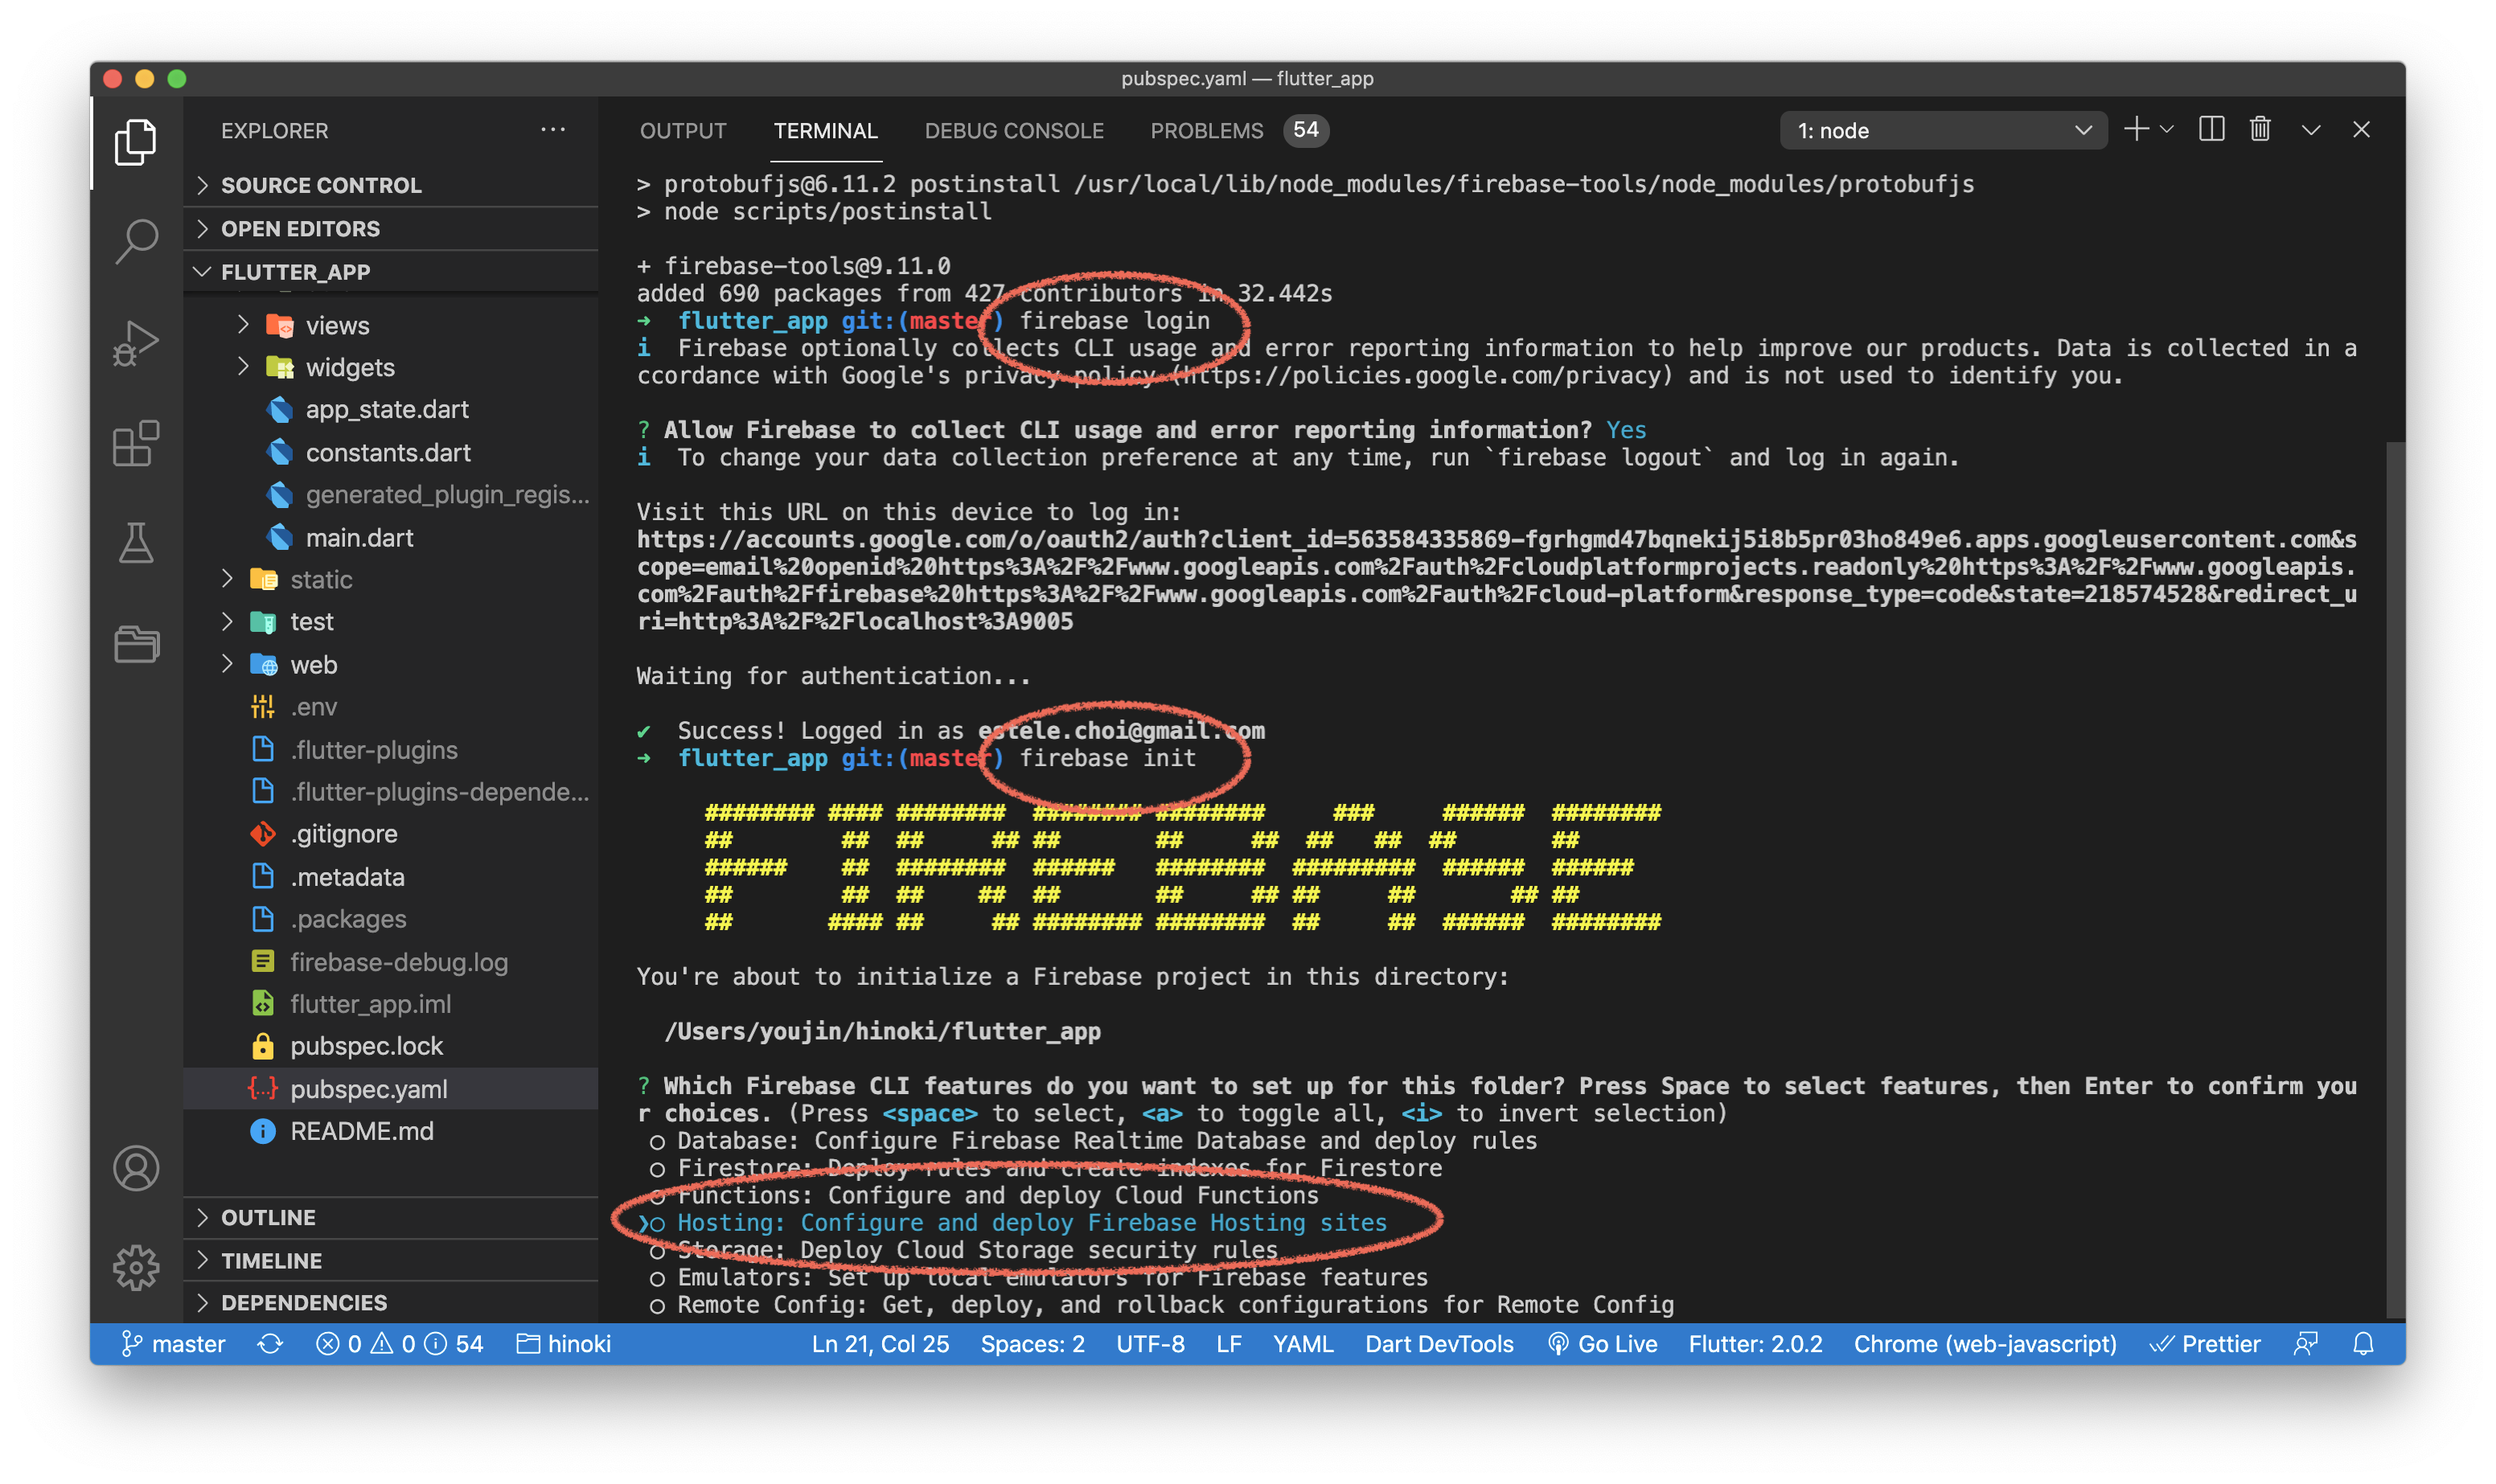 pubspec.yaml — flutter_app
EXPLORER
SOURCE CONTROL
OPEN EDITORS
FLUTTER_APP
views
widgets
app_state.dart
constants.dart
generated_plugin_regis...
main.dart
static
test
web
.env
.flutter-plugins
.flutter-plugins-depende...
.gitignore
.metadata
.packages
firebase-debug.log
flutter_app.iml
pubspec.lock
pubspec.yaml
README.md
OUTLINE
TIMELINE
DEPENDENCIES
OUTPUT TERMINAL DEBUG CONSOLE PROBLEMS 54 1: node
> protobufjs@6.11.2 postinstall /usr/local/lib/node_modules/firebase-tools/node_modules/protobufjs
> node scripts/postinstall
+ firebase-tools@9.11.0
added 690 packages from 427 contributors in 32.442s
➜ flutter_app git:(master) firebase login
i Firebase optionally collects CLI usage and error reporting information to help improve our products. Data is collected in a
ccordance with Google's privacy policy (https://policies.google.com/privacy) and is not used to identify you.
? Allow Firebase to collect CLI usage and error reporting information? Yes
i To change your data collection preference at any time, run `firebase logout` and log in again.
Visit this URL on this device to log in:
https://accounts.google.com/o/oauth2/auth?client_id=563584335869-fgrhgmd47bqnekij5i8b5pr03ho849e6.apps.googleusercontent.com&s
cope=email%20openid%20https%3A%2F%2Fwww.googleapis.com%2Fauth%2Fcloudplatformprojects.readonly%20https%3A%2F%2Fwww.googleapis.
com%2Fauth%2Ffirebase%20https%3A%2F%2Fwww.googleapis.com%2Fauth%2Fcloud-platform&response_type=code&state=218574528&redirect_u
ri=http%3A%2F%2Flocalhost%3A9005
Waiting for authentication...
✔ Success! Logged in as estele.choi@gmail.com
➜ flutter_app git:(master) firebase init
FIREBASE
You're about to initialize a Firebase project in this directory:
/Users/youjin/hinoki/flutter_app
? Which Firebase CLI features do you want to set up for this folder? Press Space to select features, then Enter to confirm you
r choices. (Press <space> to select, <a> to toggle all, <i> to invert selection)
◯ Database: Configure Firebase Realtime Database and deploy rules
◯ Firestore: Deploy rules and create indexes for Firestore
◯ Functions: Configure and deploy Cloud Functions
❯◯ Hosting: Configure and deploy Firebase Hosting sites
◯ Storage: Deploy Cloud Storage security rules
◯ Emulators: Set up local emulators for Firebase features
◯ Remote Config: Get, deploy, and rollback configurations for Remote Config
master 0 0 54 hinoki Ln 21, Col 25 Spaces: 2 UTF-8 LF YAML Dart DevTools Go Live Flutter: 2.0.2 Chrome (web-javascript) Prettier